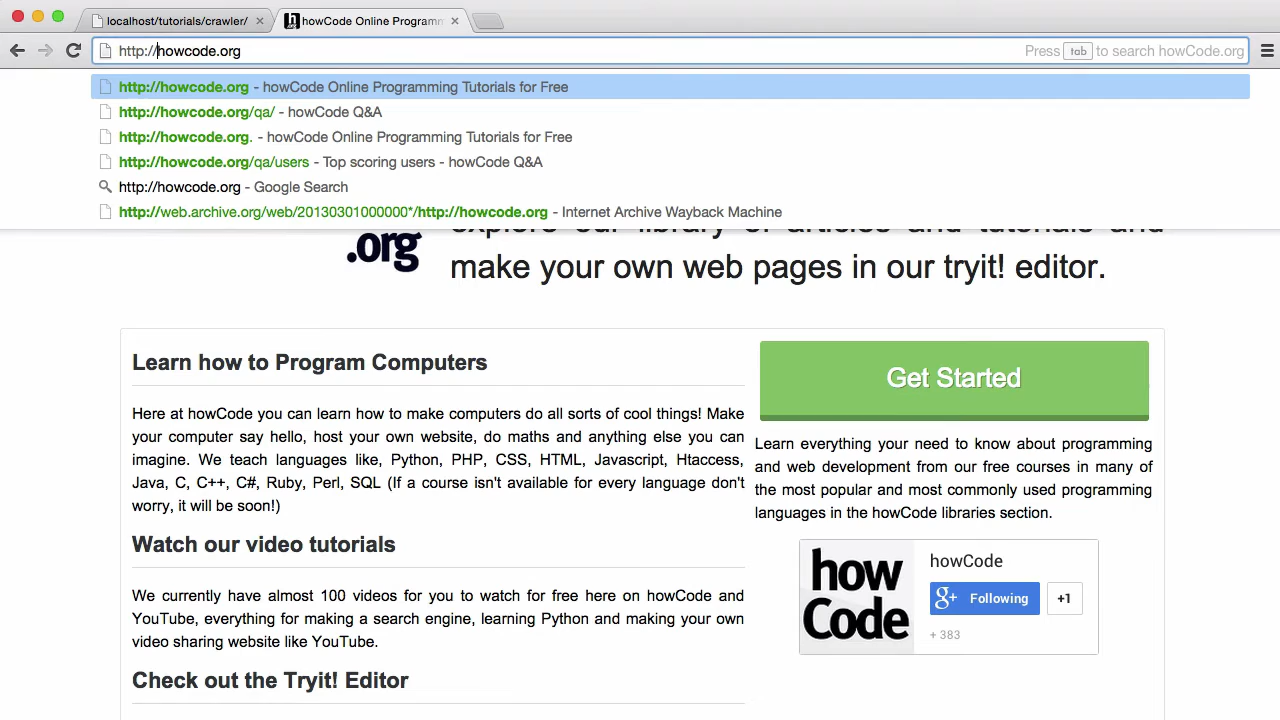 localhost/tutorials/crawler/
howCode Online Programm
http://howcode.org
Press tab to search howCode.org
http://howcode.org - howCode Online Programming Tutorials for Free
http://howcode.org/qa/ - howCode Q&A
http://howcode.org. - howCode Online Programming Tutorials for Free
http://howcode.org/qa/users - Top scoring users - howCode Q&A
http://howcode.org - Google Search
http://web.archive.org/web/20130301000000*/http://howcode.org - Internet Archive Wayback Machine
.org
explore our library of articles and tutorials and
make your own web pages in our tryit! editor.
Learn how to Program Computers
Here at howCode you can learn how to make computers do all sorts of cool things! Make
your computer say hello, host your own website, do maths and anything else you can
imagine. We teach languages like, Python, PHP, CSS, HTML, Javascript, Htaccess,
Java, C, C++, C#, Ruby, Perl, SQL (If a course isn't available for every language don't
worry, it will be soon!)
Watch our video tutorials
We currently have almost 100 videos for you to watch for free here on howCode and
YouTube, everything for making a search engine, learning Python and making your own
video sharing website like YouTube.
Check out the Tryit! Editor
Get Started
Learn everything your need to know about programming
and web development from our free courses in many of
the most popular and most commonly used programming
languages in the howCode libraries section.
how
Code
howCode
g+ Following
+1
+ 383